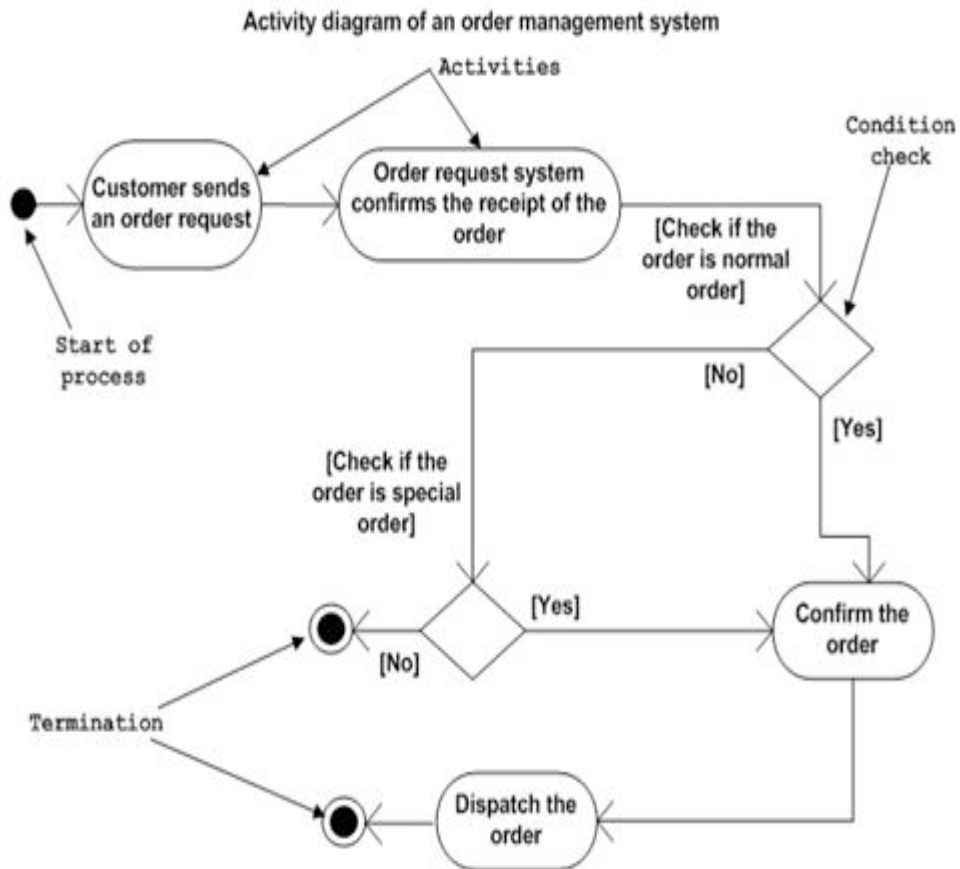 Activity diagram of an order management system
Activities
Condition
check
Customer sends
an order request
Order request system
confirms the receipt of the
order
[Check if the
order is normal
order]
Start of
process
[No]
[Yes]
[Check if the
order is special
order]
[Yes]
[No]
Confirm the
order
Termination
Dispatch the
order